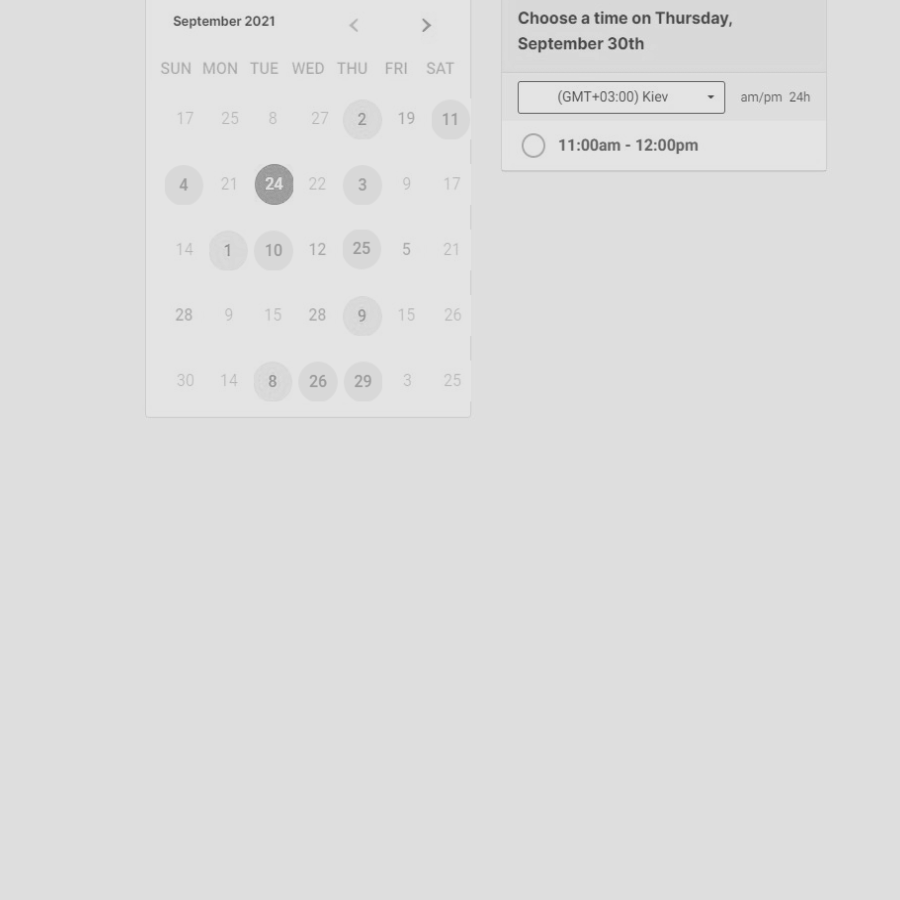 September 2021
SUN MON TUE WED THU FRI SAT
17 25 8 27 2 19 11
4 21 24 22 3 9 17
14 1 10 12 25 5 21
28 9 15 28 9 15 26
30 14 8 26 29 3 25
Choose a time on Thursday,
September 30th
(GMT+03:00) Kiev am/pm 24h
11:00am - 12:00pm